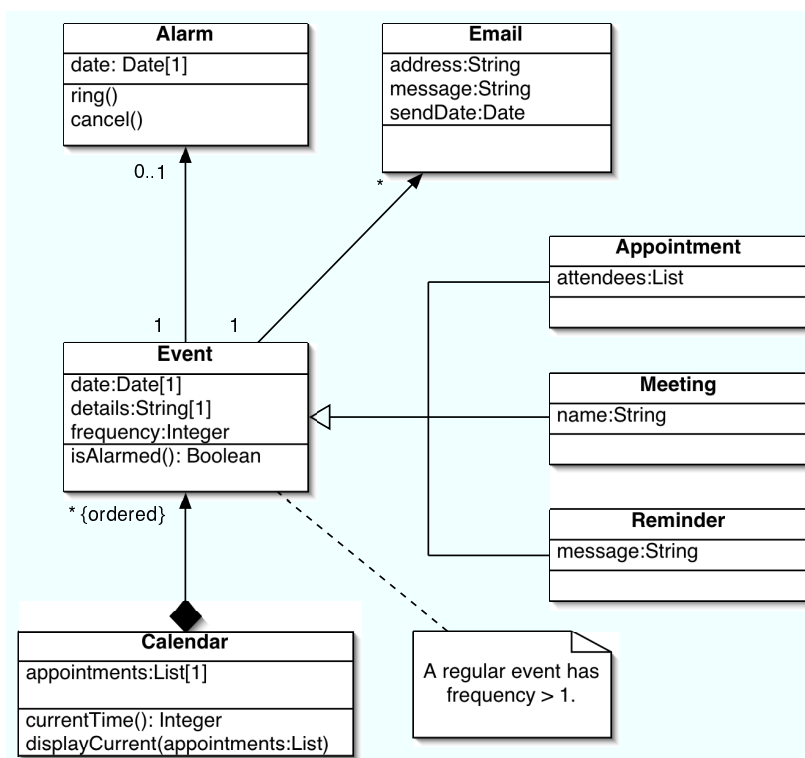 Alarm
date: Date[1]
ring()
cancel()
Email
address:String
message:String
sendDate:Date
0..1
*
1
1
Appointment
attendees:List
Event
date:Date[1]
details:String[1]
frequency:Integer
isAlarmed(): Boolean
Meeting
name:String
* {ordered}
Reminder
message:String
Calendar
appointments:List[1]
currentTime(): Integer
displayCurrent(appointments:List)
A regular event has
frequency > 1.